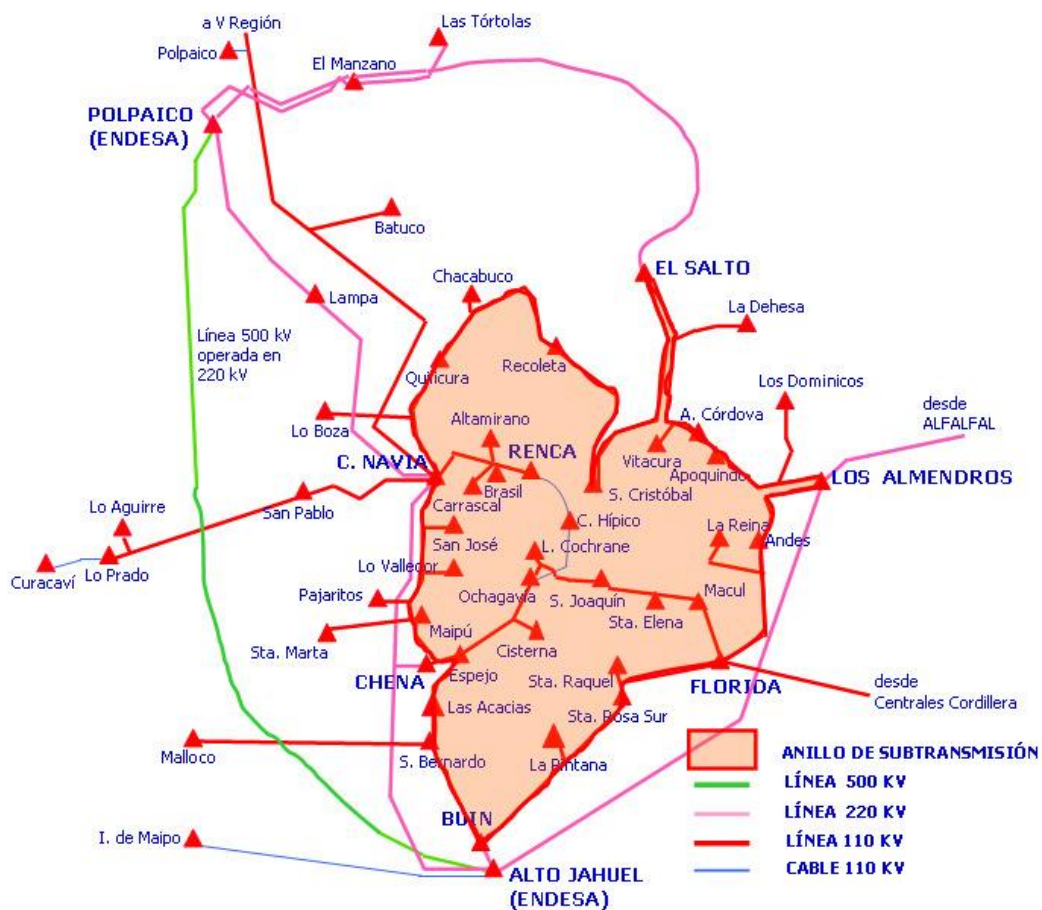 a V Región
Las Tórtolas
Polpaico
El Manzano
POLPAICO
(ENDESA)
Batuco
EL SALTO
Chacabuco
La Dehesa
Lampa
Línea 500 kV
operada en
220 kV
Quilicura
Recoleta
Los Dominicos
Altamirano
A. Córdova
desde
ALFALFAL
Lo Boza
RENCA
Vitacura
C. NAVIA
Apoquindo
Brasil
LOS ALMENDROS
Carrascal
S. Cristóbal
San Pablo
Lo Aguirre
C. Hípico
La Reina
San José
Andes
L. Cochrane
Lo Valledor
Curacaví
Lo Prado
Pajaritos
Ochagavía
S. Joaquín
Macul
Sta. Elena
Maipú
Sta. Marta
Cisterna
CHENA
Espejo
Sta. Raquel
FLORIDA
desde
Centrales Cordillera
Las Acacias
Sta. Rosa Sur
Malloco
S. Bernardo
La Pintana
ANILLO DE SUBTRANSMISIÓN
LÍNEA 500 KV
LÍNEA 220 KV
BUIN
I. de Maipo
LÍNEA 110 KV
CABLE 110 KV
ALTO JAHUEL
(ENDESA)